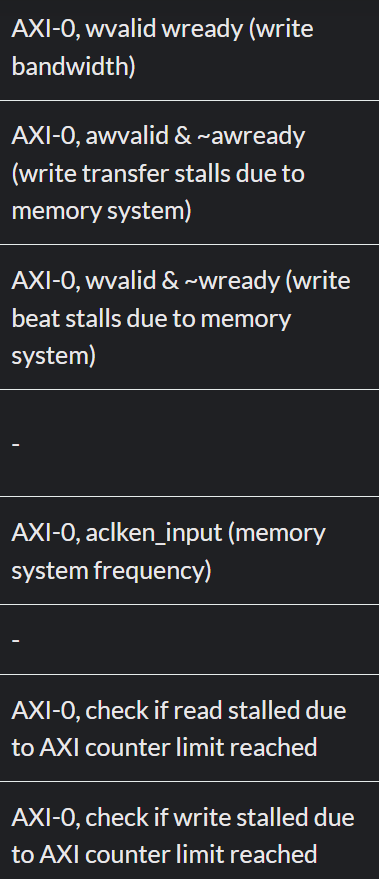 AXI-0, wvalid wready (write
bandwidth)
AXI-0, awvalid & ~awready
(write transfer stalls due to
memory system)
AXI-0, wvalid & ~wready (write
beat stalls due to memory
system)
-
AXI-0, aclken_input (memory
system frequency)
-
AXI-0, check if read stalled due
to AXI counter limit reached
AXI-0, check if write stalled due
to AXI counter limit reached